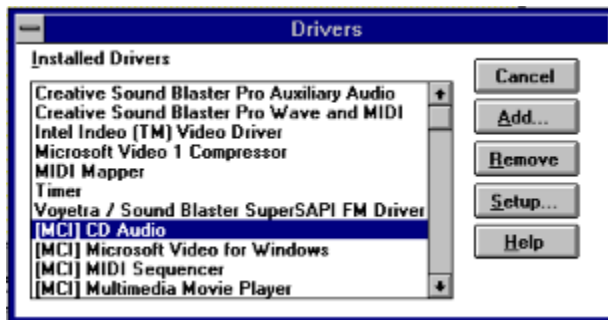 Drivers
Installed Drivers
Creative Sound Blaster Pro Auxiliary Audio
Creative Sound Blaster Pro Wave and MIDI
Intel Indeo (TM) Video Driver
Microsoft Video 1 Compressor
MIDI Mapper
Timer
Voyetra / Sound Blaster SuperSAPI FM Driver
[MCI] CD Audio
[MCI] Microsoft Video for Windows
[MCI] MIDI Sequencer
[MCI] Multimedia Movie Player
Cancel
Add...
Remove
Setup...
Help